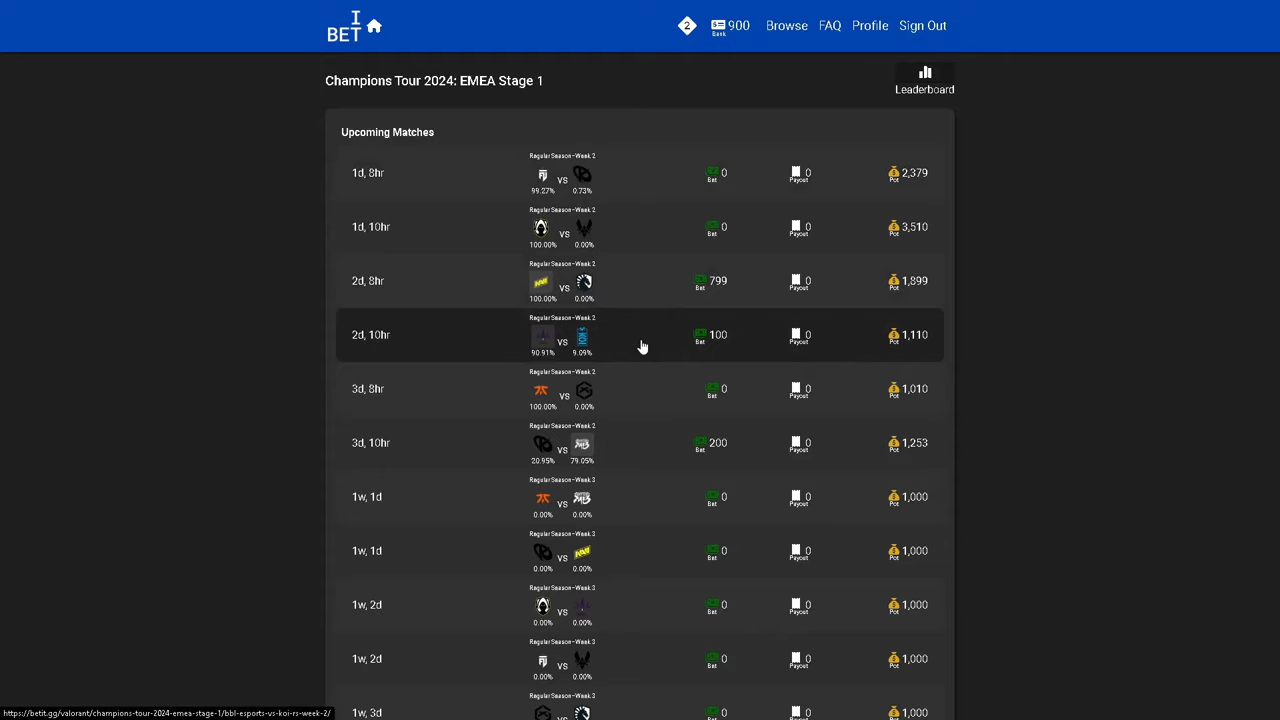 I
BET
2
900
Bank
Browse
FAQ
Profile
Sign Out
Champions Tour 2024: EMEA Stage 1
Leaderboard
Upcoming Matches
Regular Season-Week 2
1d, 8hr
VS
99.27%
0.73%
Bet 0
Payout 0
Pot 2,379
Regular Season-Week 2
1d, 10hr
VS
100.00%
0.00%
Bet 0
Payout 0
Pot 3,510
Regular Season-Week 2
2d, 8hr
NAVI
VS
100.00%
0.00%
Bet 799
Payout 0
Pot 1,899
Regular Season-Week 2
2d, 10hr
VS
KOI
90.91%
9.09%
Bet 100
Payout 0
Pot 1,110
Regular Season-Week 2
3d, 8hr
VS
100.00%
0.00%
Bet 0
Payout 0
Pot 1,010
Regular Season-Week 2
3d, 10hr
VS
20.95%
79.05%
Bet 200
Payout 0
Pot 1,253
Regular Season-Week 3
1w, 1d
VS
0.00%
0.00%
Bet 0
Payout 0
Pot 1,000
Regular Season-Week 3
1w, 1d
VS
NAVI
0.00%
0.00%
Bet 0
Payout 0
Pot 1,000
Regular Season-Week 3
1w, 2d
VS
0.00%
0.00%
Bet 0
Payout 0
Pot 1,000
Regular Season-Week 3
1w, 2d
VS
0.00%
0.00%
Bet 0
Payout 0
Pot 1,000
Regular Season-Week 3
1w, 3d
VS
0
0
1,000
https://betit.gg/valorant/champions-tour-2024-emea-stage-1/bbl-esports-vs-koi-rs-week-2/